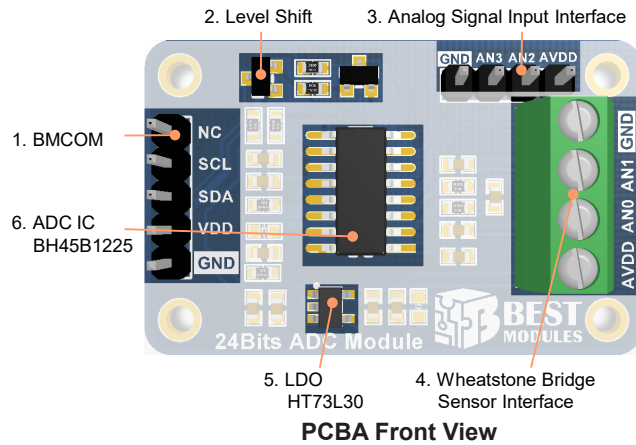 2. Level Shift
3. Analog Signal Input Interface
GND AN3 AN2 AVDD
1. BMCOM
NC
SCL
SDA
VDD
GND
6. ADC IC
BH45B1225
GND
AN1
AN0
AVDD
BEST
MODULES
24Bits ADC Module
5. LDO
HT73L30
4. Wheatstone Bridge
Sensor Interface
PCBA Front View